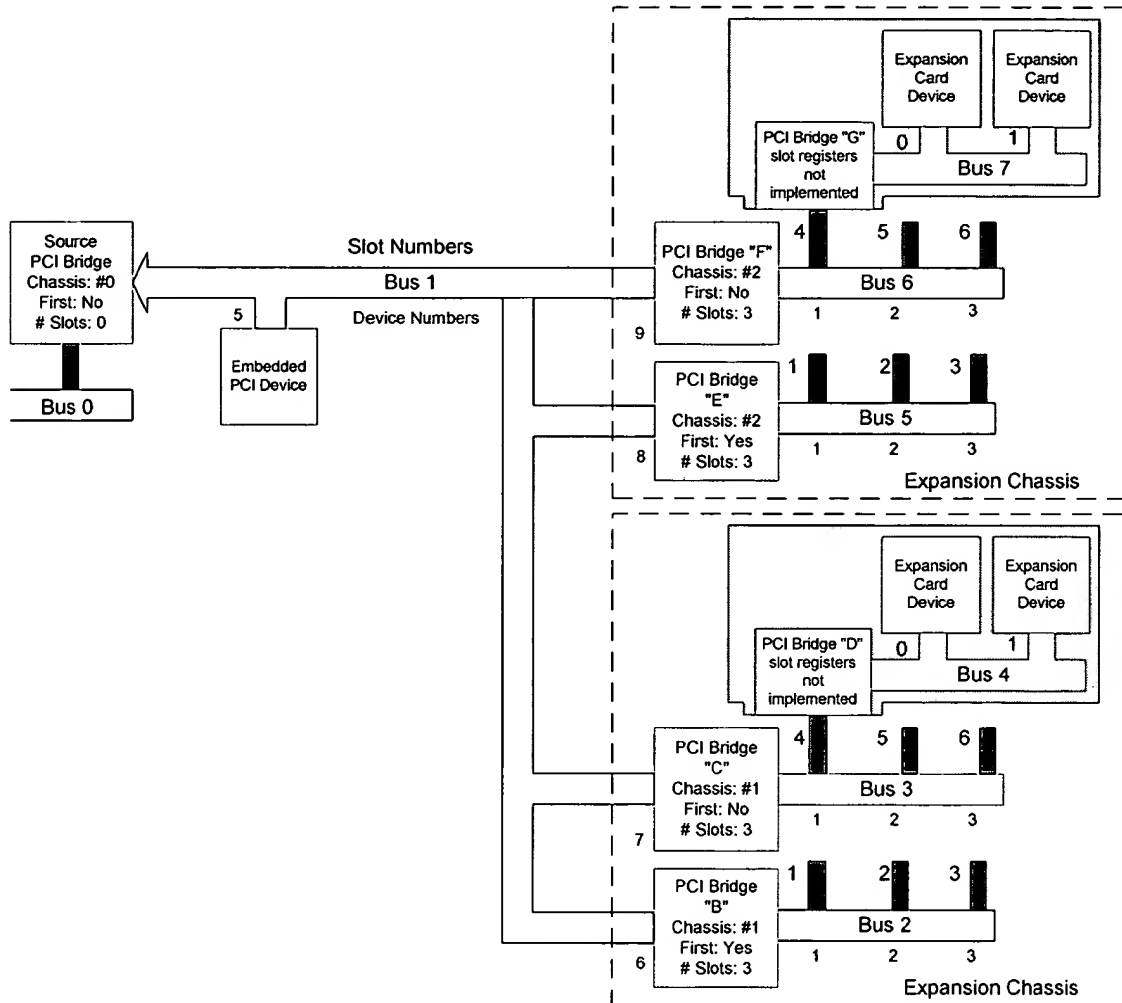 Expansion
Card
Device
Expansion
Card
Device
PCI Bridge "G"
slot registers
not
implemented
0
1
Bus 7
Source
PCI Bridge
Chassis: #0
First: No
# Slots: 0
Slot Numbers
Bus 1
5
Device Numbers
Embedded
PCI Device
Bus 0
PCI Bridge "F"
Chassis: #2
First: No
# Slots: 3
9
4
5
6
Bus 6
1
2
3
PCI Bridge
"E"
Chassis: #2
First: Yes
# Slots: 3
8
1
2
3
Bus 5
1
2
3
Expansion Chassis
Expansion
Card
Device
Expansion
Card
Device
PCI Bridge "D"
slot registers
not
implemented
0
1
Bus 4
PCI Bridge
"C"
Chassis: #1
First: No
# Slots: 3
7
4
5
6
Bus 3
1
2
3
PCI Bridge
"B"
Chassis: #1
First: Yes
# Slots: 3
6
1
2
3
Bus 2
1
2
3
Expansion Chassis